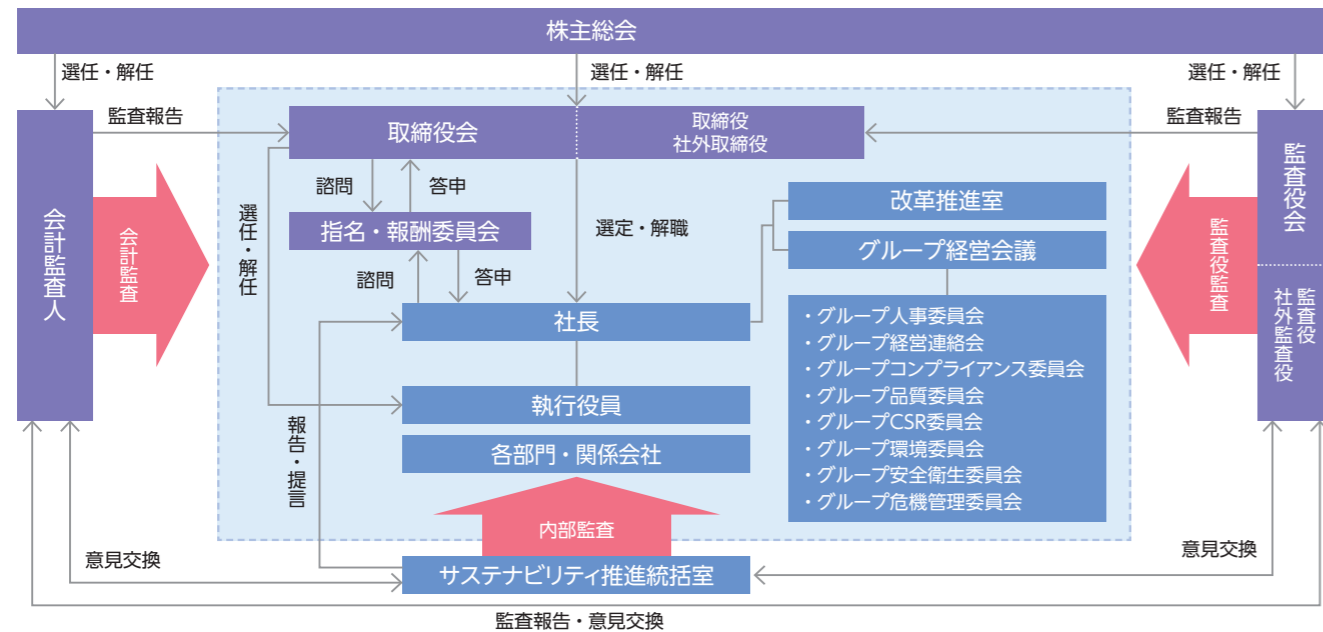 株主総会
選任・解任
選任・解任
選任・解任
監査報告
取締役会
取締役
社外取締役
監査報告
会計監査人
会計監査
監査役会
監査役
社外監査役
監査役監査
諮問
答申
選任・解任
指名・報酬委員会
選定・解職
諮問
答申
改革推進室
グループ経営会議
社長
・グループ人事委員会
・グループ経営連絡会
・グループコンプライアンス委員会
・グループ品質委員会
・グループCSR委員会
・グループ環境委員会
・グループ安全衛生委員会
・グループ危機管理委員会
執行役員
各部門・関係会社
報告・提言
内部監査
サステナビリティ推進統括室
意見交換
意見交換
監査報告・意見交換